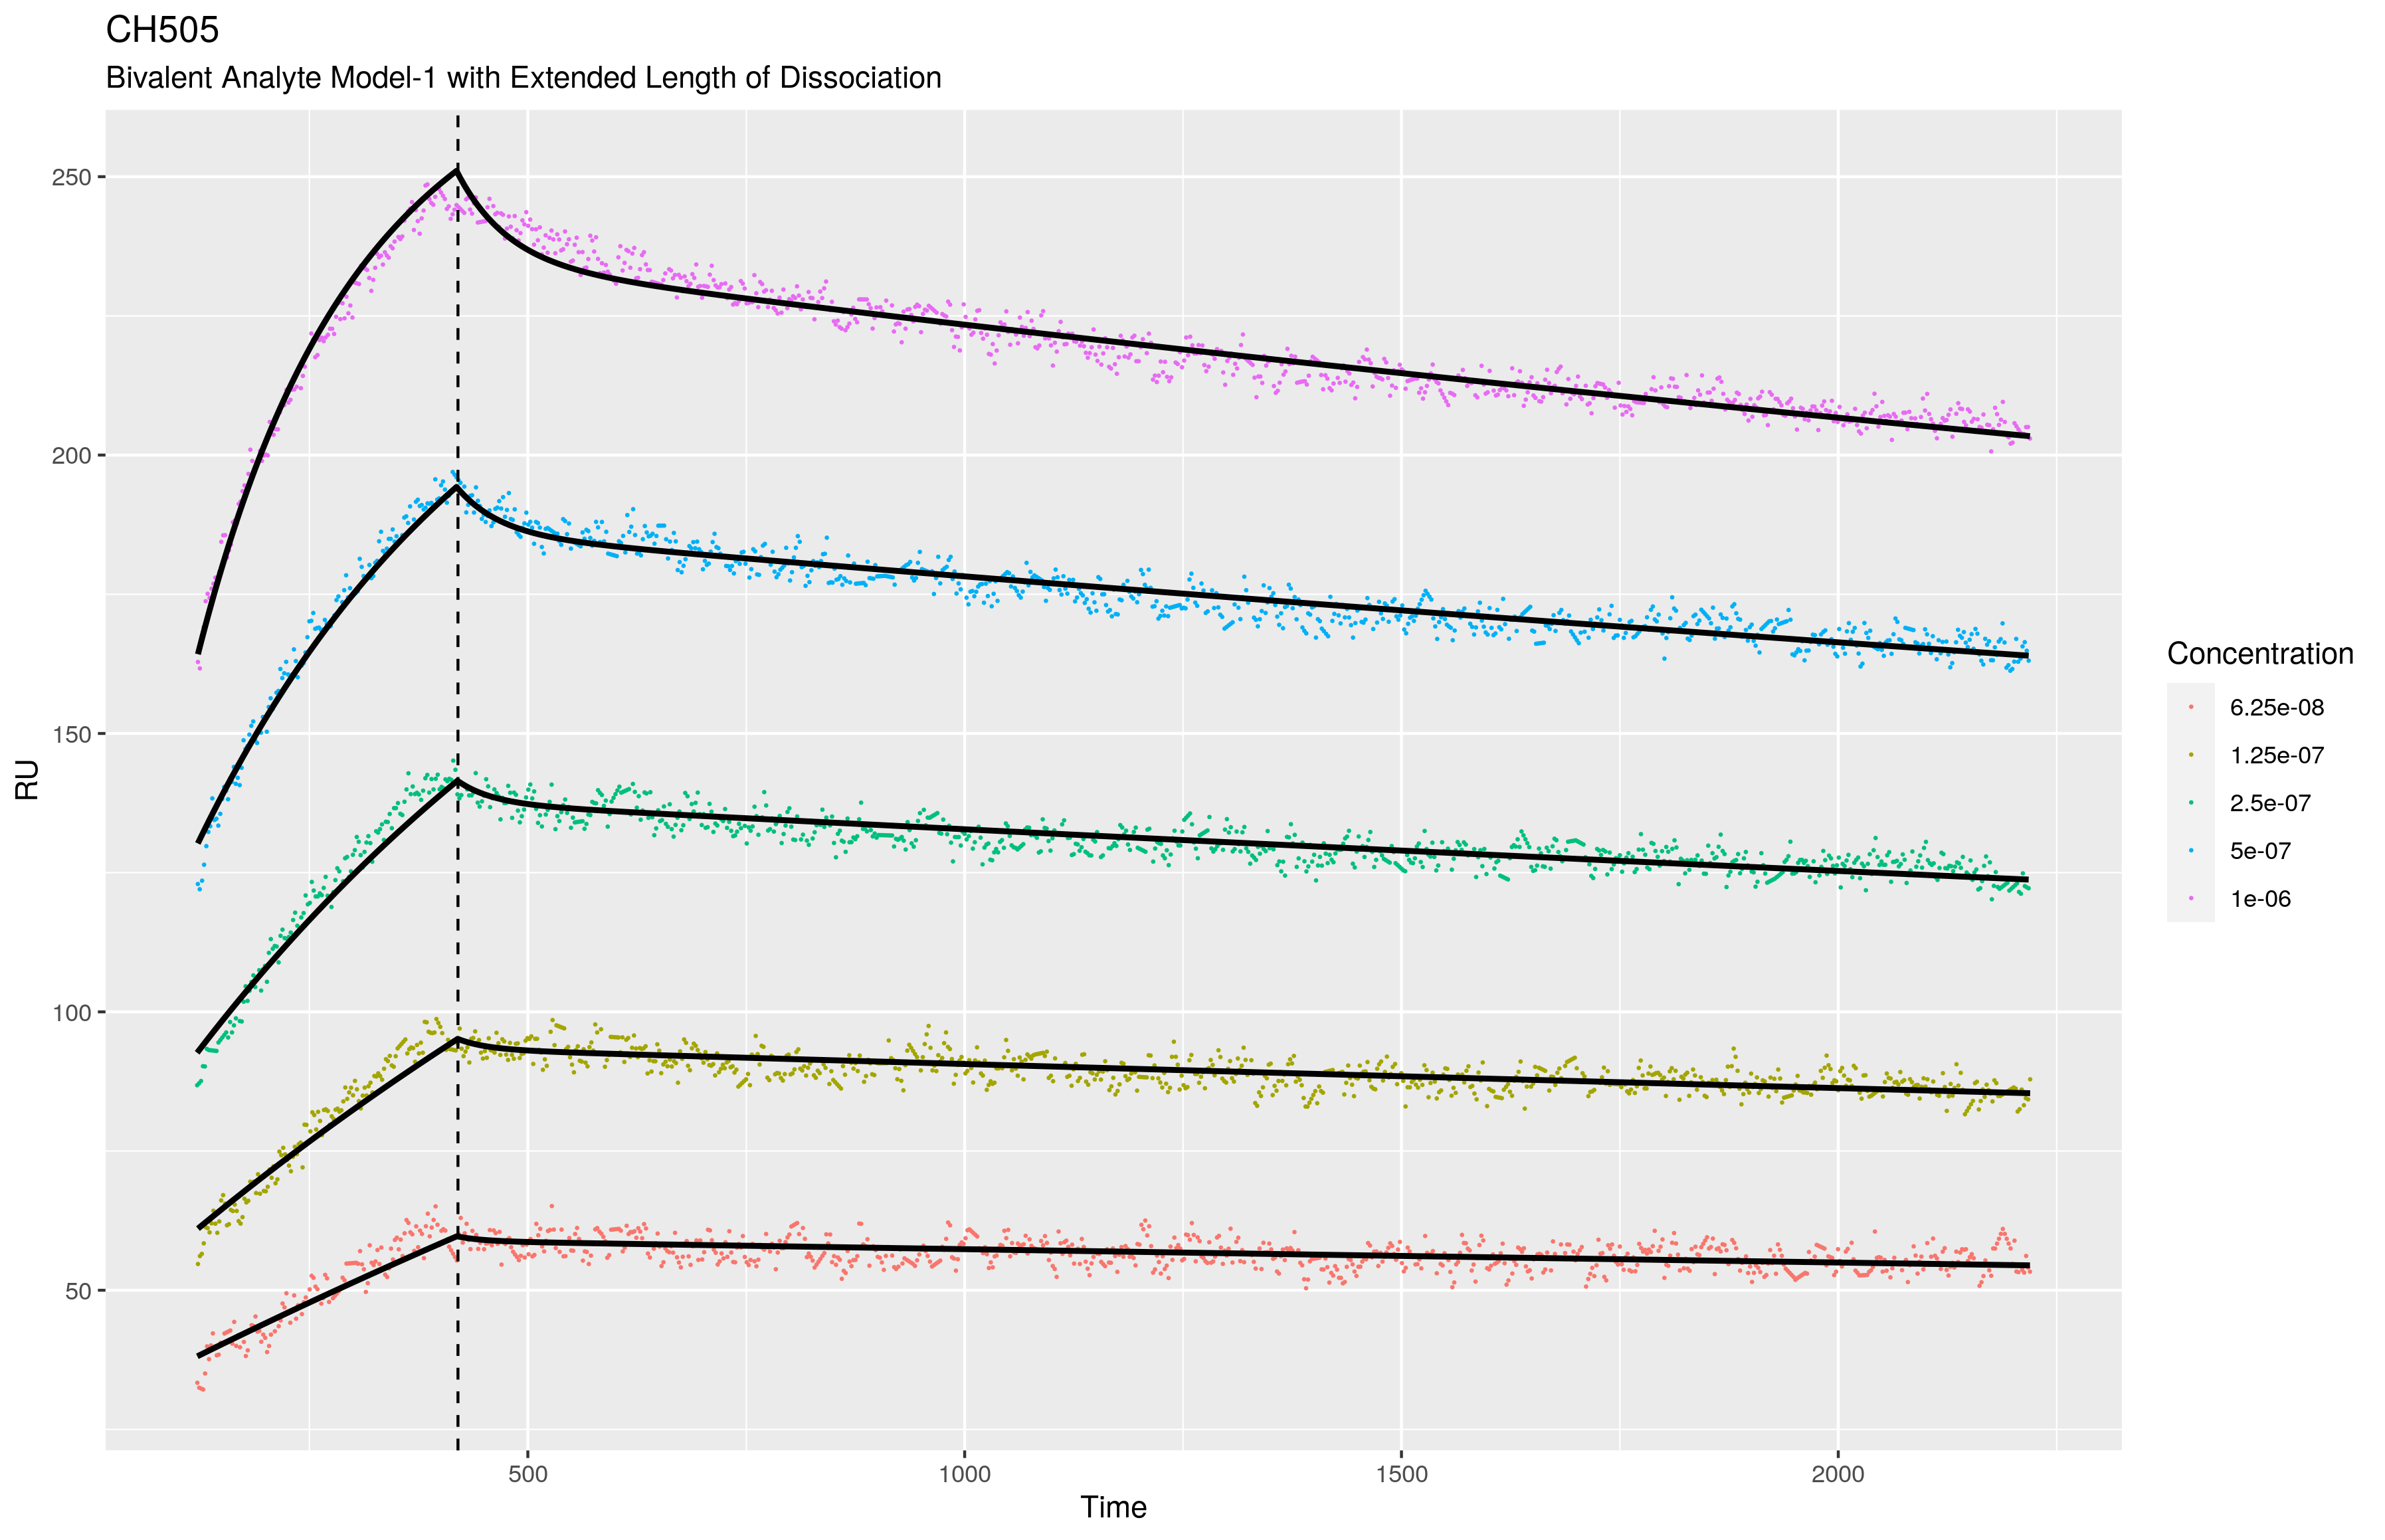 CH505
Bivalent Analyte Model-1 with Extended Length of Dissociation
RU
250
200
150
100
50
500 1000 1500 2000
Time
Concentration
6.25e-08
1.25e-07
2.5e-07
5e-07
1e-06